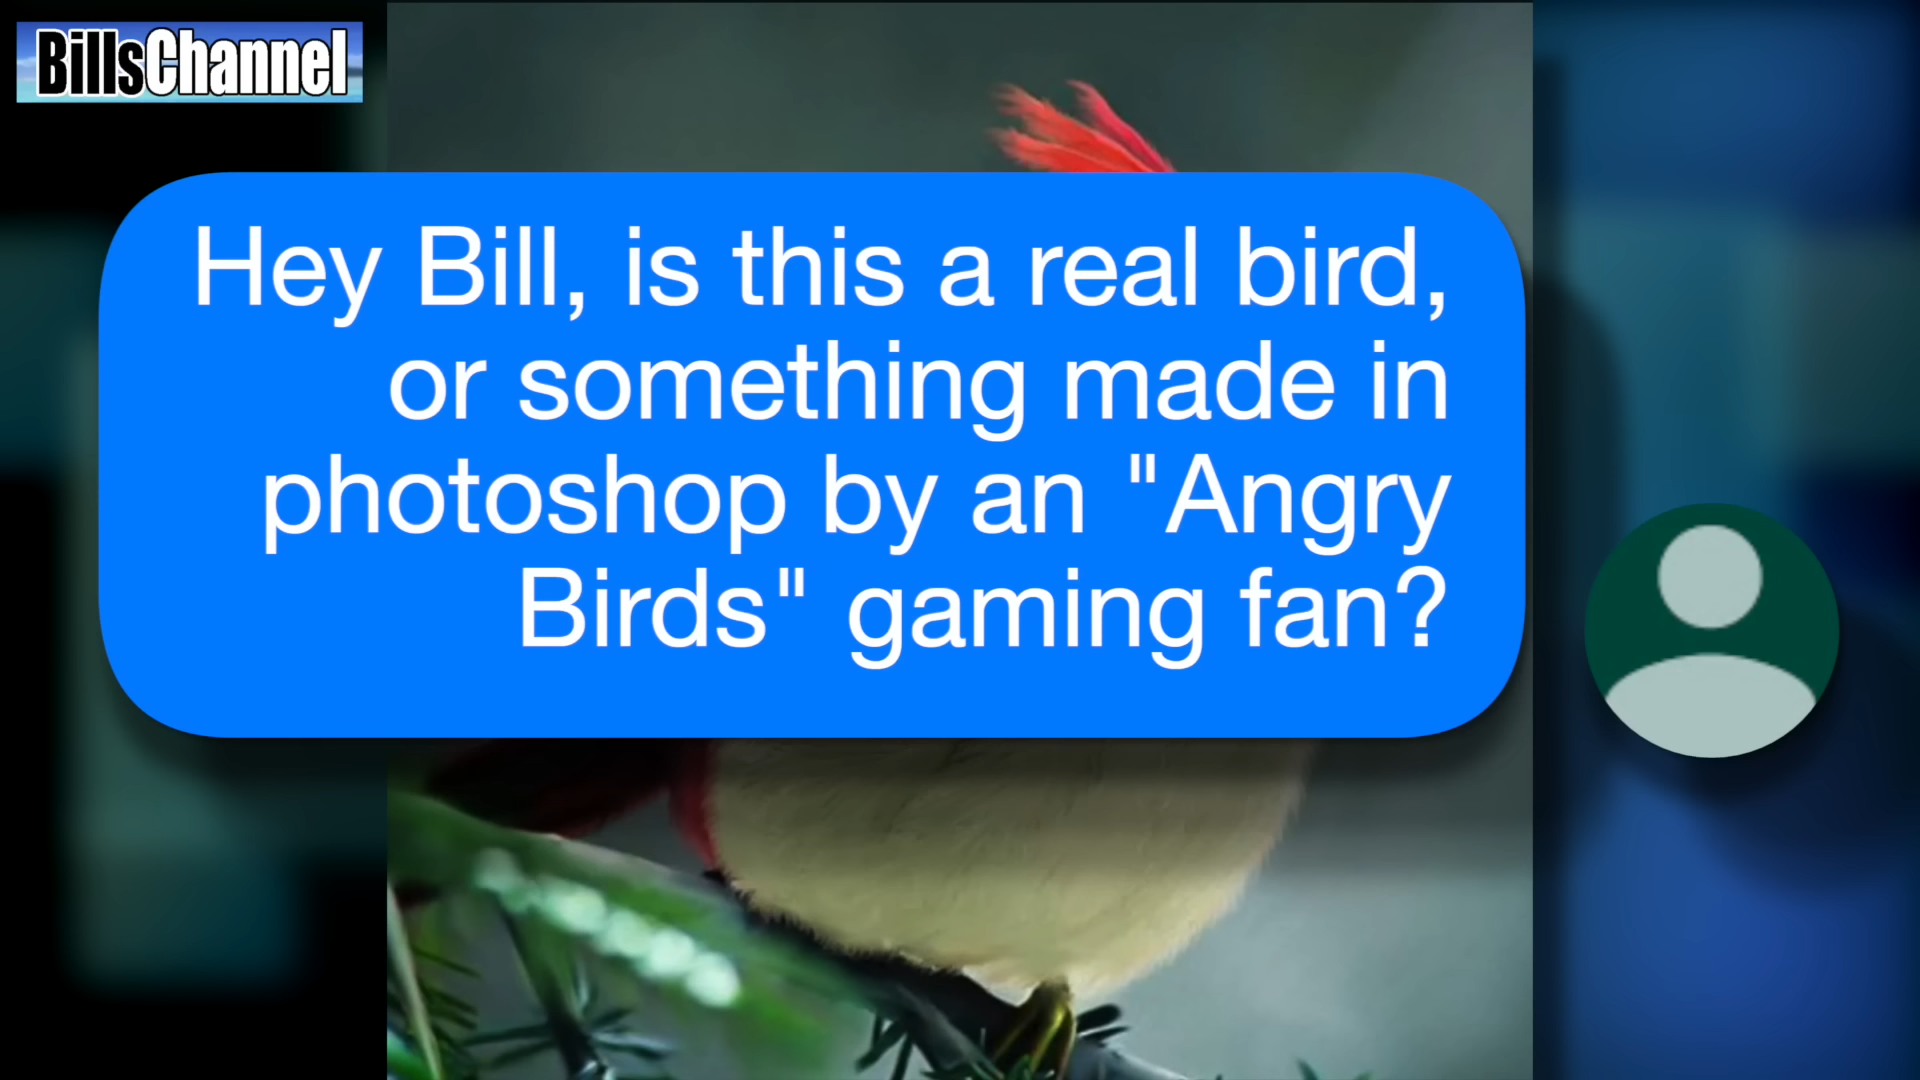 BillsChannel
Hey Bill, is this a real bird,
or something made in
photoshop by an "Angry
Birds" gaming fan?